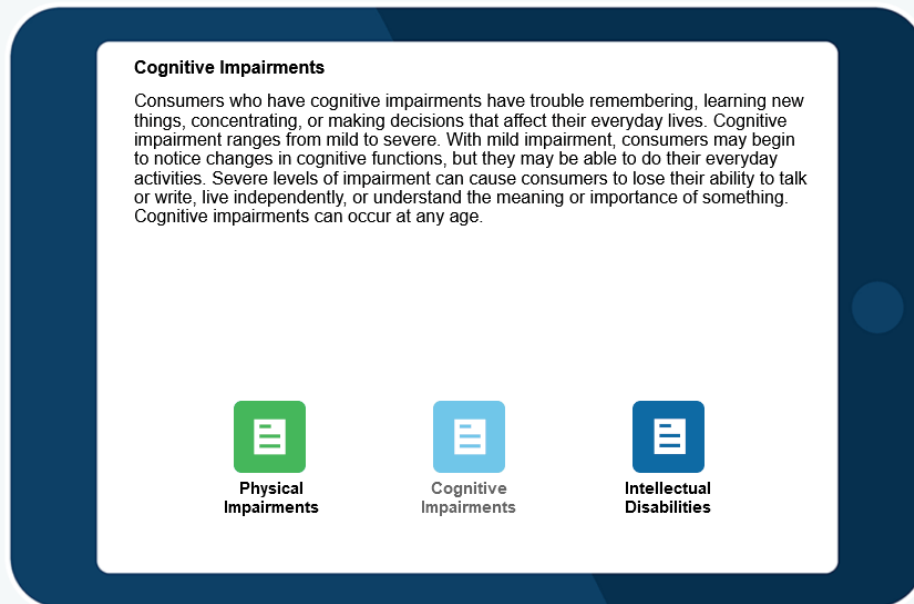 Cognitive Impairments
Consumers who have cognitive impairments have trouble remembering, learning new
things, concentrating, or making decisions that affect their everyday lives. Cognitive
impairment ranges from mild to severe. With mild impairment, consumers may begin
to notice changes in cognitive functions, but they may be able to do their everyday
activities. Severe levels of impairment can cause consumers to lose their ability to talk
or write, live independently, or understand the meaning or importance of something.
Cognitive impairments can occur at any age.
Physical
Impairments
Cognitive
Impairments
Intellectual
Disabilities